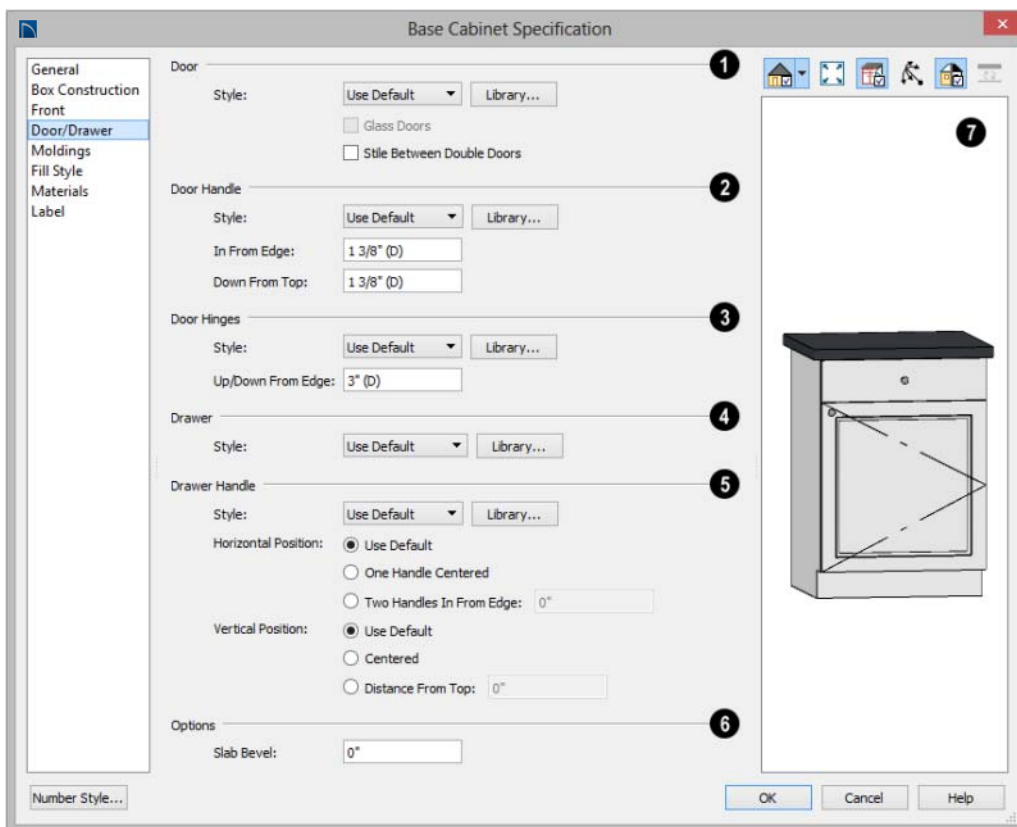 Base Cabinet Specification
General
Box Construction
Front
Door/Drawer
Moldings
Fill Style
Materials
Label
Door
1
Style:
Use Default
Library...
Glass Doors
Stile Between Double Doors
Door Handle
2
Style:
Use Default
Library...
In From Edge:
1 3/8" (D)
Down From Top:
1 3/8" (D)
Door Hinges
3
Style:
Use Default
Library...
Up/Down From Edge:
3" (D)
Drawer
4
Style:
Use Default
Library...
Drawer Handle
5
Style:
Use Default
Library...
Horizontal Position:
Use Default
One Handle Centered
Two Handles In From Edge:
0"
Vertical Position:
Use Default
Centered
Distance From Top:
0"
Options
6
Slab Bevel:
0"
7
Number Style...
OK
Cancel
Help